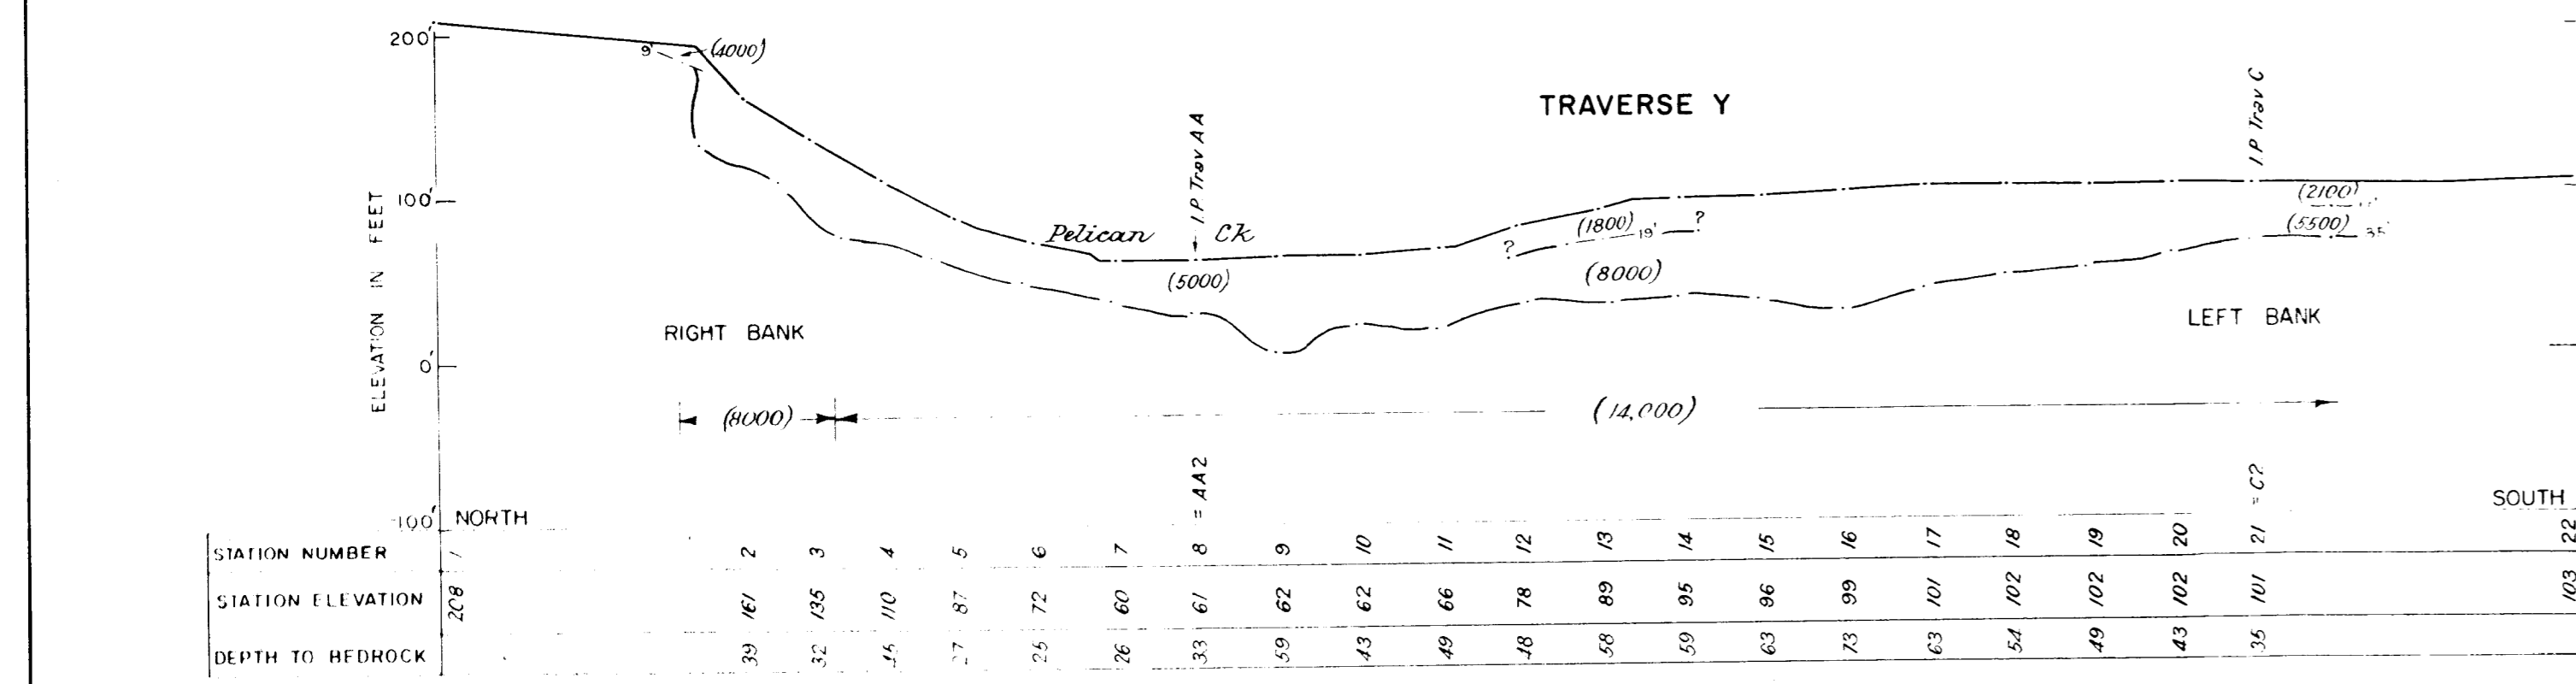 200'
9'
(4000)
TRAVERSE Y
I.P Trav AA
I.P Trav C
ELEVATION IN FEET
100'
Pelican Ck
(1800) 19'
?
?
(2100)
(5500) 35'
(5000)
(8000)
RIGHT BANK
LEFT BANK
0'
(8000)
(14,000)
= AA2
= C2
-100'
NORTH
SOUTH
STATION NUMBER 1 2 3 4 5 6 7 8 9 10 11 12 13 14 15 16 17 18 19 20 21 22
STATION ELEVATION 208 161 135 110 87 72 60 61 62 62 66 78 89 95 96 99 101 102 102 102 101 103
DEPTH TO BEDROCK 39 32 25 26 33 59 43 49 48 58 59 63 73 63 54 49 43 35